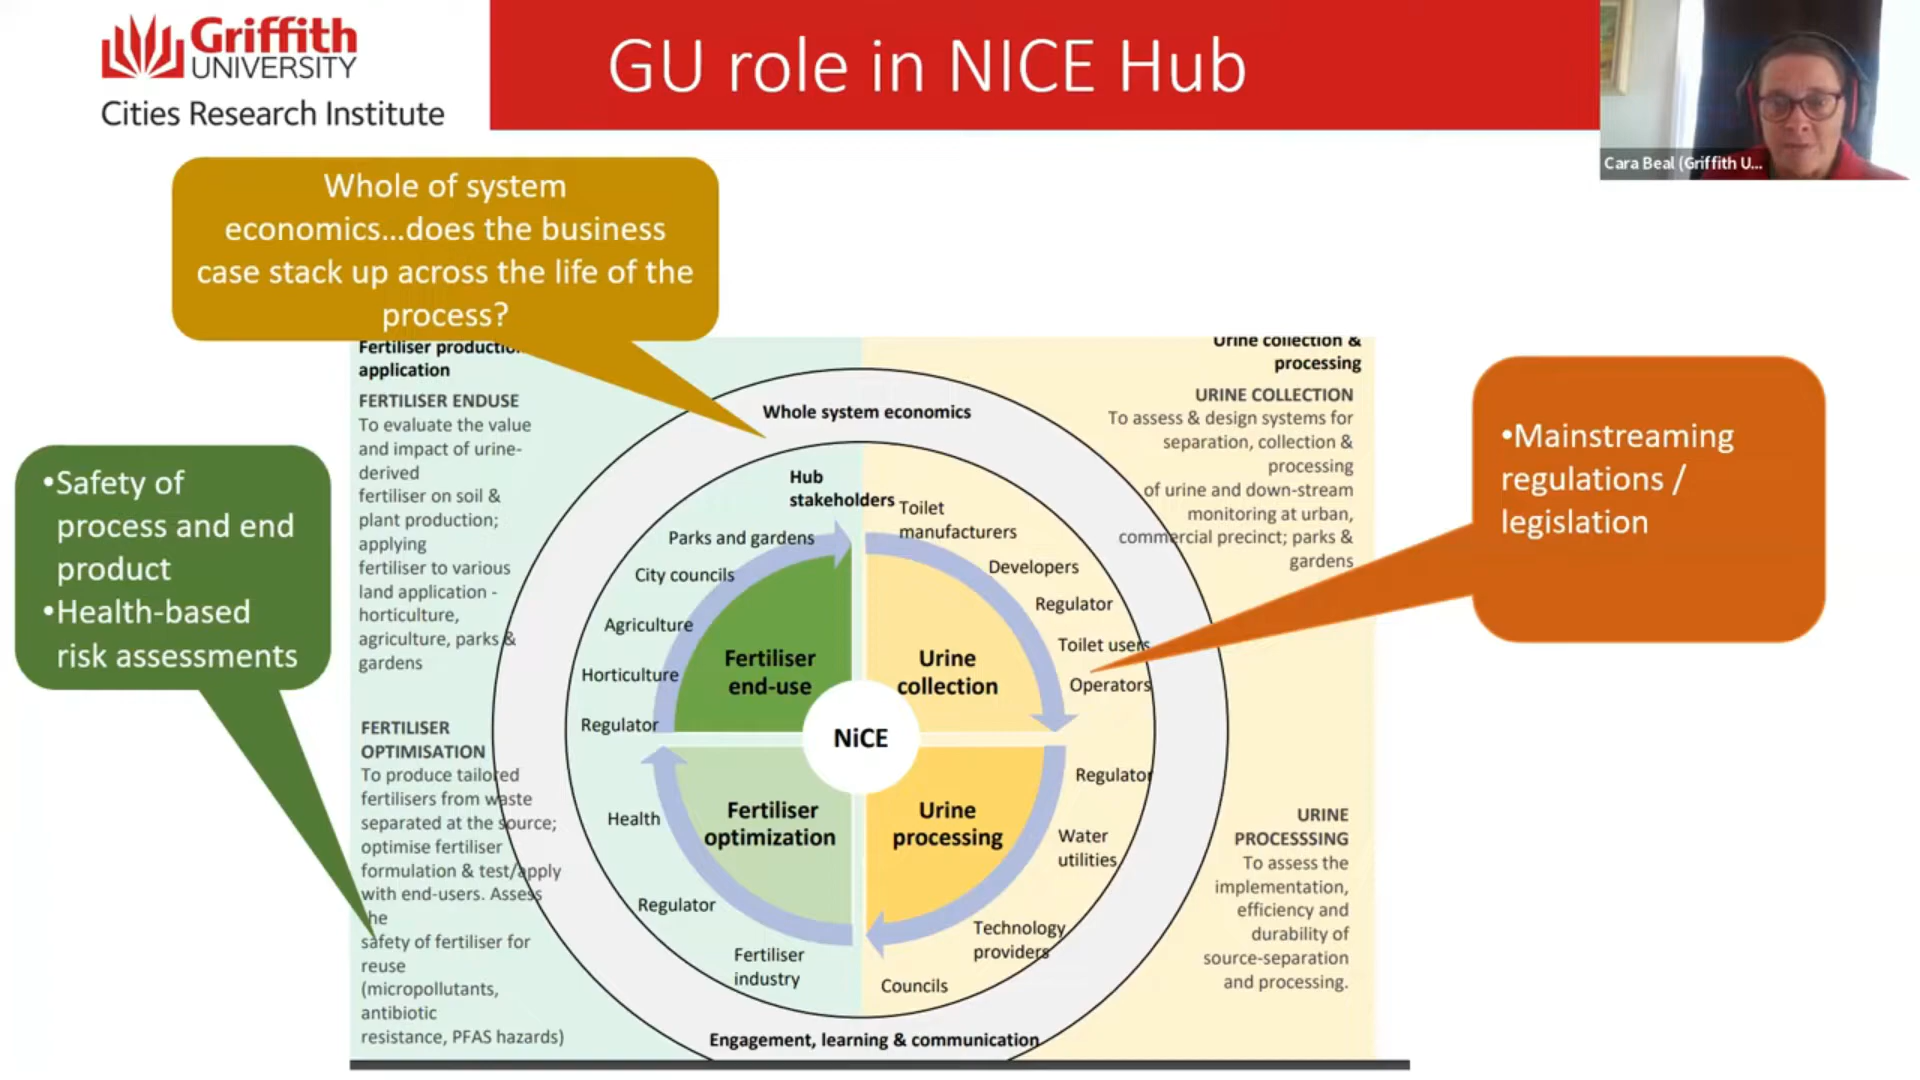 Griffith
UNIVERSITY
Cities Research Institute
GU role in NICE Hub
Cara Beal (Griffith U...
Whole of system
economics...does the business
case stack up across the life of the
process?
•Safety of
process and end
product
•Health-based
risk assessments
•Mainstreaming
regulations /
legislation
Fertiliser
application
FERTILISER ENDUSE
To evaluate the value
and impact of urine-
derived
fertiliser on soil &
plant production;
applying
fertiliser to various
land application -
horticulture,
agriculture, parks &
gardens
FERTILISER
OPTIMISATION
To produce tailored
fertilisers from waste
separated at the source;
optimise fertiliser
formulation & test/apply
with end-users. Assess
he
safety of fertiliser for
reuse
(micropollutants,
antibiotic
resistance, PFAS hazards)
Urine collection &
processing
URINE COLLECTION
To assess & design systems for
separation, collection &
processing
of urine and down-stream
monitoring at urban,
commercial precinct; parks &
gardens
URINE
PROCESSSING
To assess the
implementation,
efficiency and
durability of
source-separation
and processing.
Whole system economics
Hub
stakeholders
Toilet
manufacturers
Developers
Regulator
Toilet users
Operators
Regulator
Water
utilities
Technology
providers
Councils
Fertiliser
industry
Regulator
Health
Regulator
Horticulture
Agriculture
City councils
Parks and gardens
Fertiliser
end-use
Urine
collection
NiCE
Fertiliser
optimization
Urine
processing
Engagement, learning & communication